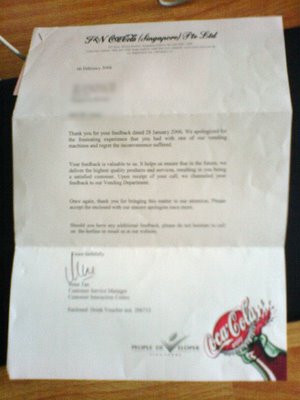 F&N Coca-Cola (Singapore) Pte Ltd
February 2006
Thank you for your feedback dated 28 January 2006. We apologized for
the frustrating experience that you had with one of our vending
machines and regret the inconvenience suffered.
Your feedback is valuable to us. It helps us ensure that in the future, we
deliver the highest quality products and services, resulting in you being
a satisfied customer. Upon receipt of your call, we channeled your
feedback to our Vending Department.
Once again, thank you for bringing this matter to our attention. Please
accept the enclosed with our sincere apologies once more.
Should you have any additional feedback, please do not hesitate to call
us the hotline or email us at our website.
Yours faithfully,
Tan
Customer Service Manager
Customer Interaction Centre
Enclosed: Drink Voucher
PEOPLE DEVELOPER
SINGAPORE
Coca-Cola